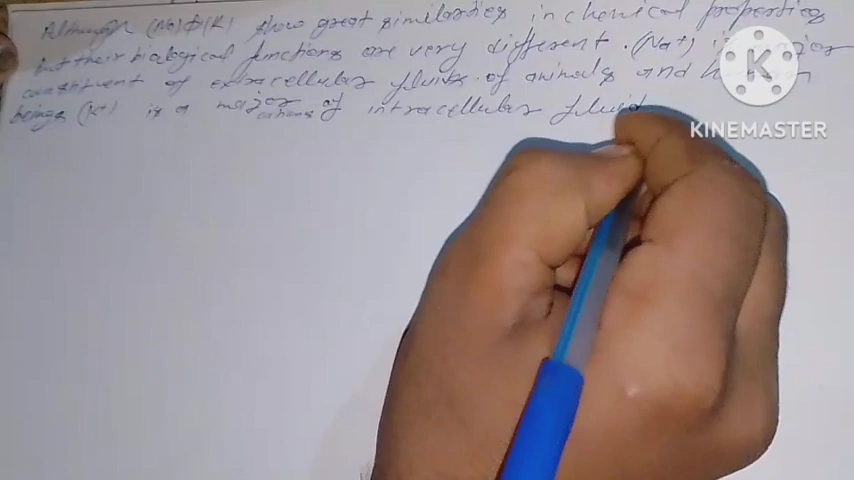 Although (Na) & (K) show great similarities in chemical properties
but their biological functions are very different. (Na+) is major
constituent of extracellular fluids of animals and human
beings (K+) is a major cations of intracellular fluid
K
KINEMASTER